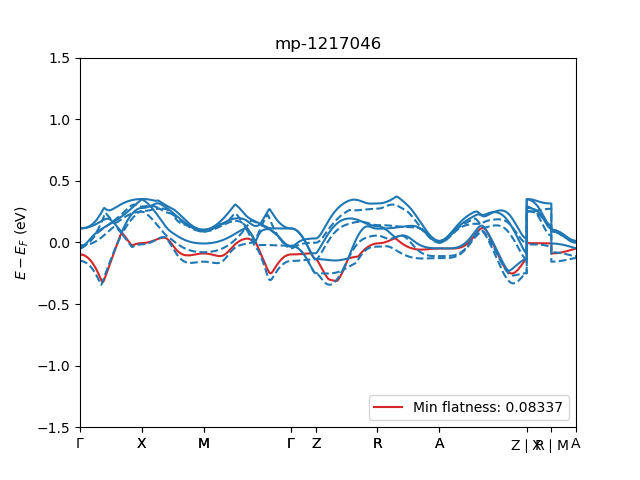 mp-1217046
E − E_F (eV)
1.5
1.0
0.5
0.0
−0.5
−1.0
−1.5
Min flatness: 0.08337
Γ X M Γ Z R A Z | X R | M A